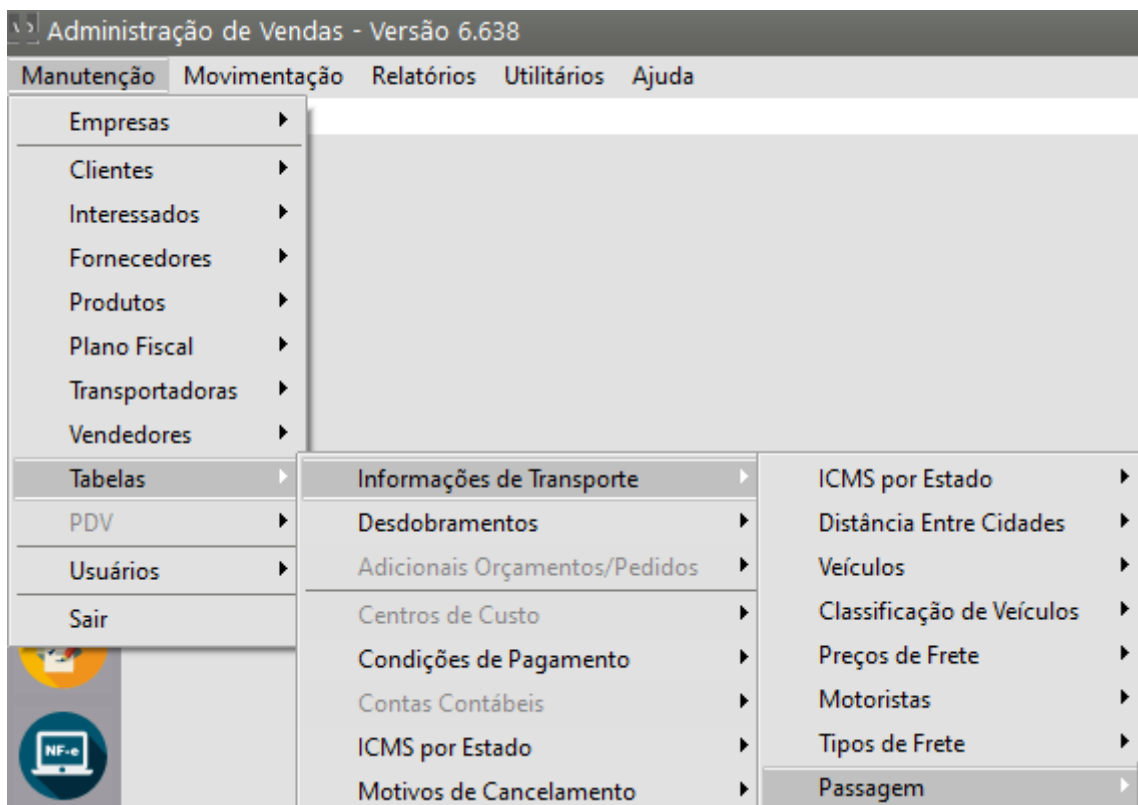 Administração de Vendas - Versão 6.638
Manutenção Movimentação Relatórios Utilitários Ajuda
Empresas
Clientes
Interessados
Fornecedores
Produtos
Plano Fiscal
Transportadoras
Vendedores
Tabelas
PDV
Usuários
Sair
Informações de Transporte
Desdobramentos
Adicionais Orçamentos/Pedidos
Centros de Custo
Condições de Pagamento
Contas Contábeis
ICMS por Estado
Motivos de Cancelamento
ICMS por Estado
Distância Entre Cidades
Veículos
Classificação de Veículos
Preços de Frete
Motoristas
Tipos de Frete
Passagem
NF-e